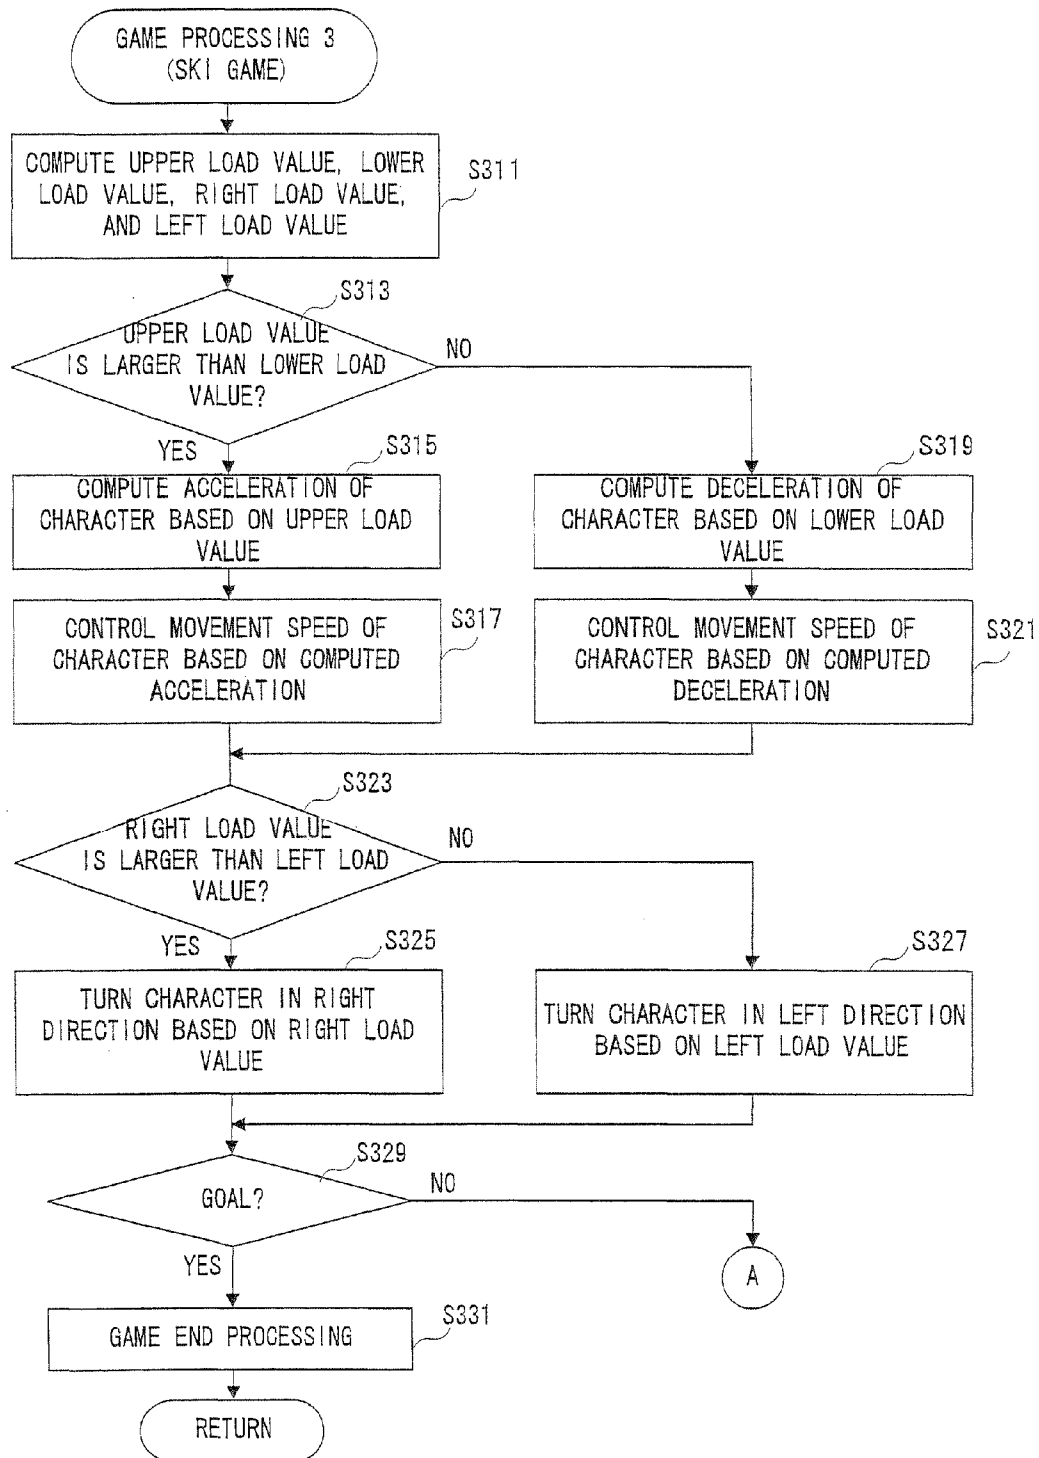 GAME PROCESSING 3
(SKI GAME)
COMPUTE UPPER LOAD VALUE, LOWER
LOAD VALUE, RIGHT LOAD VALUE,
AND LEFT LOAD VALUE
S311
S313
UPPER LOAD VALUE
IS LARGER THAN LOWER LOAD
VALUE?
NO
YES
S315
COMPUTE ACCELERATION OF
CHARACTER BASED ON UPPER LOAD
VALUE
S319
COMPUTE DECELERATION OF
CHARACTER BASED ON LOWER LOAD
VALUE
S317
CONTROL MOVEMENT SPEED OF
CHARACTER BASED ON COMPUTED
ACCELERATION
S321
CONTROL MOVEMENT SPEED OF
CHARACTER BASED ON COMPUTED
DECELERATION
S323
RIGHT LOAD VALUE
IS LARGER THAN LEFT LOAD
VALUE?
NO
YES
S325
TURN CHARACTER IN RIGHT
DIRECTION BASED ON RIGHT LOAD
VALUE
S327
TURN CHARACTER IN LEFT DIRECTION
BASED ON LEFT LOAD VALUE
S329
GOAL?
NO
YES
A
S331
GAME END PROCESSING
RETURN